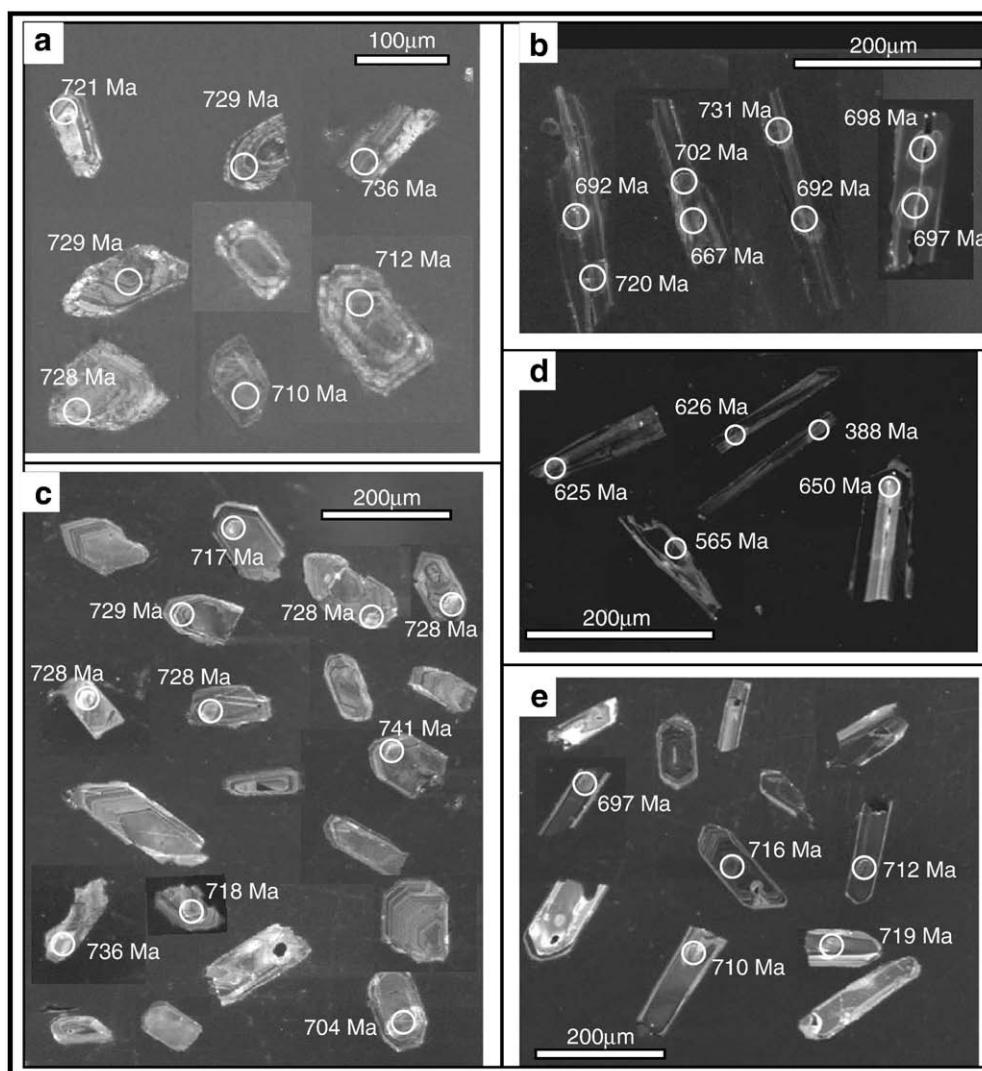 a
100μm
721 Ma
729 Ma
736 Ma
729 Ma
712 Ma
728 Ma
710 Ma
b
200μm
731 Ma
698 Ma
702 Ma
692 Ma
692 Ma
697 Ma
667 Ma
720 Ma
c
200μm
717 Ma
729 Ma
728 Ma
728 Ma
728 Ma
728 Ma
741 Ma
718 Ma
736 Ma
704 Ma
d
626 Ma
388 Ma
625 Ma
650 Ma
565 Ma
200μm
e
697 Ma
716 Ma
712 Ma
719 Ma
710 Ma
200μm